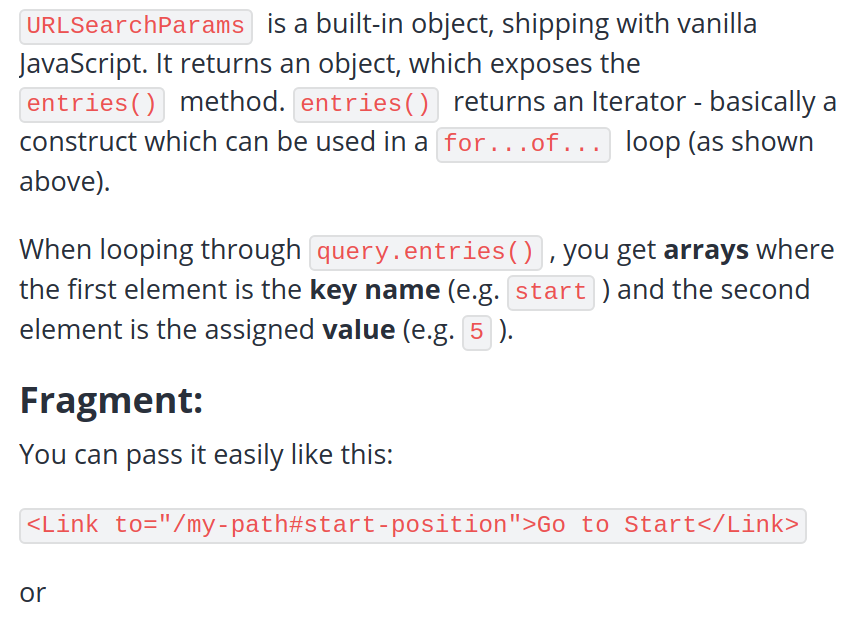 URLSearchParams is a built-in object, shipping with vanilla
JavaScript. It returns an object, which exposes the
entries() method. entries() returns an Iterator - basically a
construct which can be used in a for...of... loop (as shown
above).
When looping through query.entries() , you get arrays where
the first element is the key name (e.g. start ) and the second
element is the assigned value (e.g. 5 ).
Fragment:
You can pass it easily like this:
<Link to="/my-path#start-position">Go to Start</Link>
or